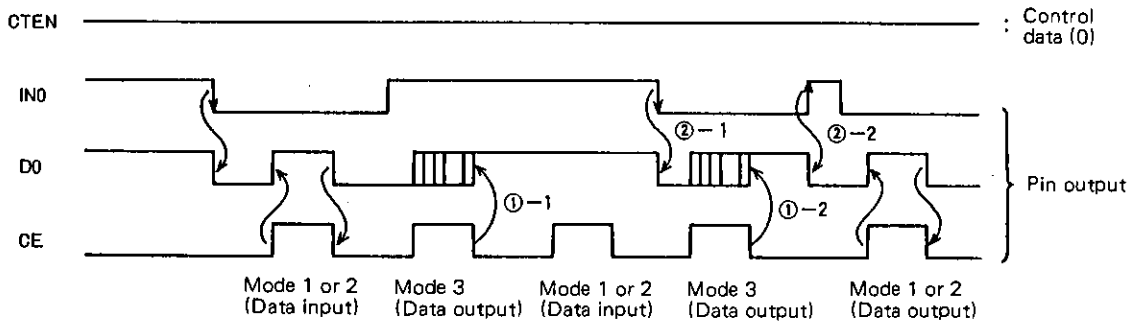 CTEN
: Control
data (0)
IN0
②-1
②-2
D0
①-1
①-2
Pin output
CE
Mode 1 or 2
(Data input)
Mode 3
(Data output)
Mode 1 or 2
(Data input)
Mode 3
(Data output)
Mode 1 or 2
(Data output)